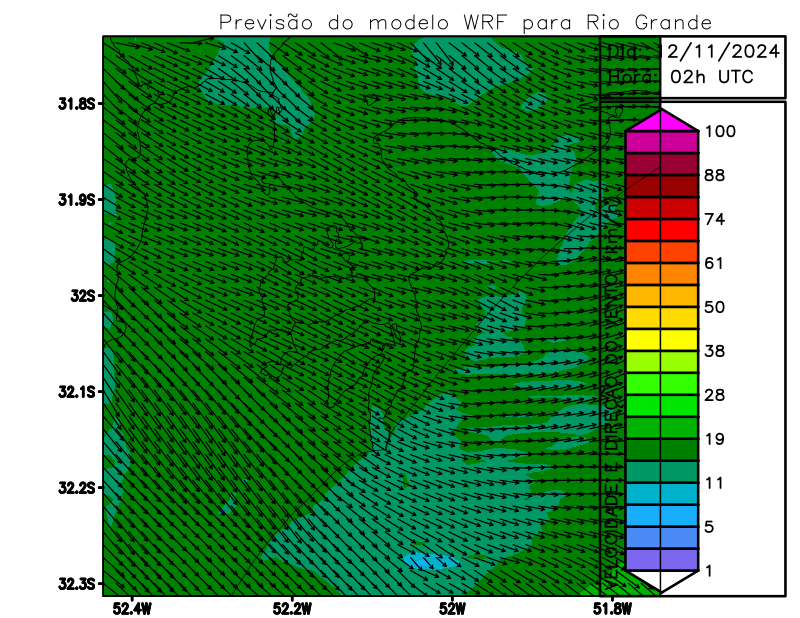 Previsão do modelo WRF para Rio Grande
Dia: 12/11/2024
Hora: 02h UTC
31.8S
31.9S
32S
32.1S
32.2S
32.3S
52.4W
52.2W
52W
51.8W
VELOCIDADE E DIREÇÃO DO VENTO (km/h)
100
88
74
61
50
38
28
19
11
5
1